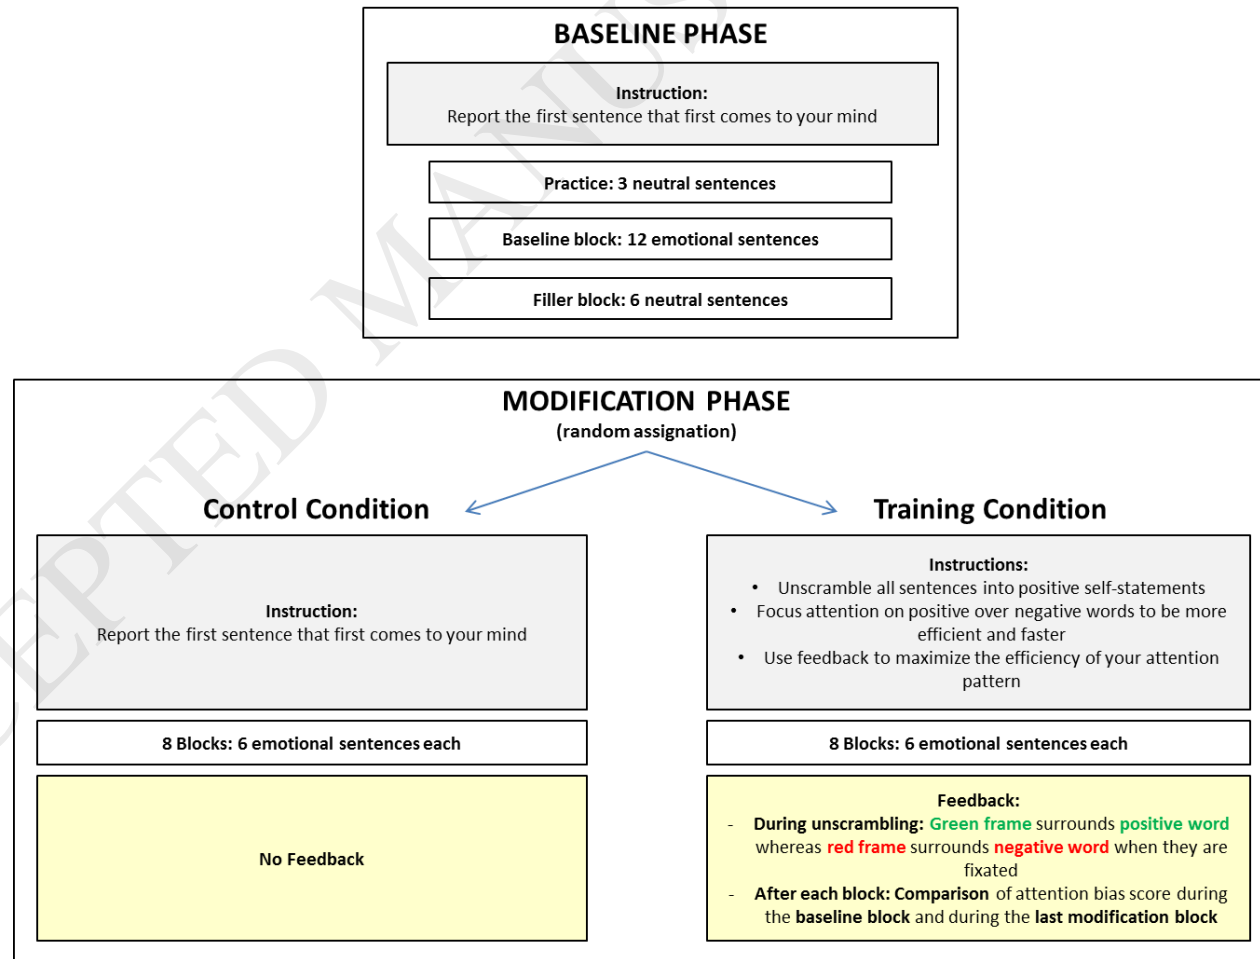 BASELINE PHASE
Instruction:
Report the first sentence that first comes to your mind
Practice: 3 neutral sentences
Baseline block: 12 emotional sentences
Filler block: 6 neutral sentences
MODIFICATION PHASE
(random assignation)
Control Condition
Instruction:
Report the first sentence that first comes to your mind
8 Blocks: 6 emotional sentences each
No Feedback
Training Condition
Instructions:
• Unscramble all sentences into positive self-statements
• Focus attention on positive over negative words to be more
efficient and faster
• Use feedback to maximize the efficiency of your attention
pattern
8 Blocks: 6 emotional sentences each
Feedback:
- During unscrambling: Green frame surrounds positive word
whereas red frame surrounds negative word when they are
fixated
- After each block: Comparison of attention bias score during
the baseline block and during the last modification block
CEPTED MANUS